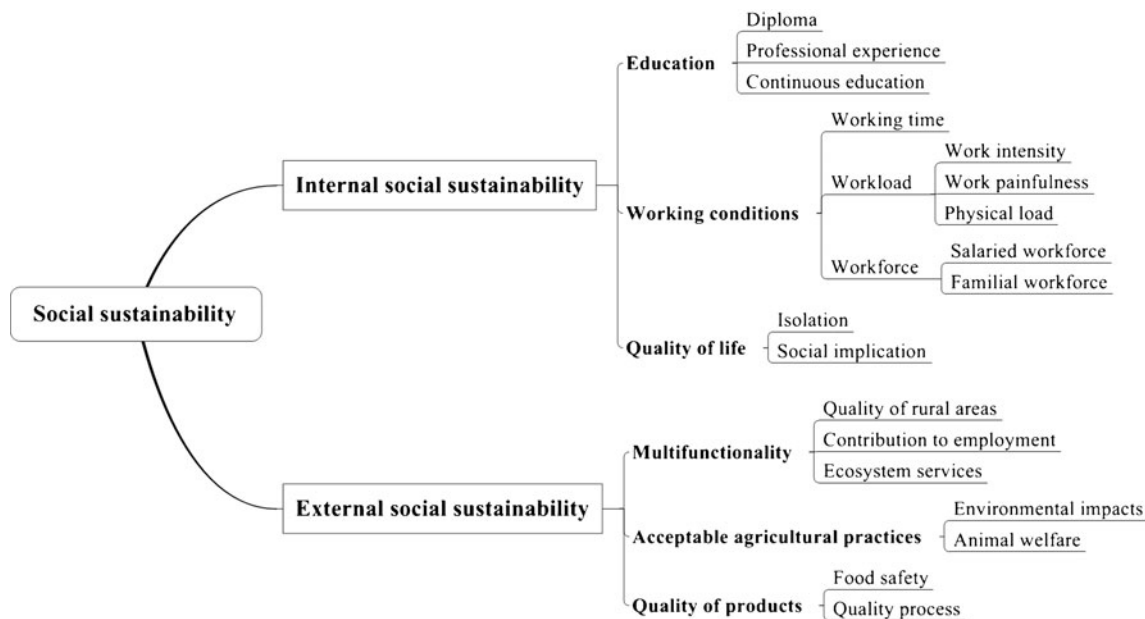 Social sustainability
Internal social sustainability
Education
Diploma
Professional experience
Continuous education
Working conditions
Working time
Workload
Work intensity
Work painfulness
Physical load
Workforce
Salaried workforce
Familial workforce
Quality of life
Isolation
Social implication
External social sustainability
Multifunctionality
Quality of rural areas
Contribution to employment
Ecosystem services
Acceptable agricultural practices
Environmental impacts
Animal welfare
Quality of products
Food safety
Quality process